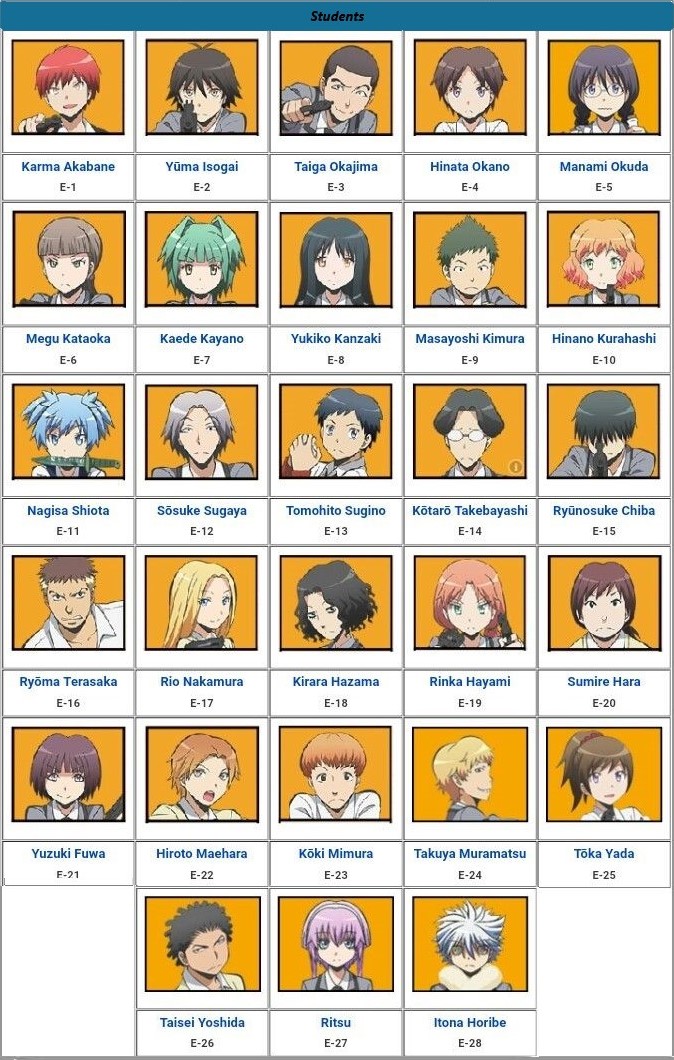 Students
Karma Akabane
E-1
Yūma Isogai
E-2
Taiga Okajima
E-3
Hinata Okano
E-4
Manami Okuda
E-5
Megu Kataoka
E-6
Kaede Kayano
E-7
Yukiko Kanzaki
E-8
Masayoshi Kimura
E-9
Hinano Kurahashi
E-10
Nagisa Shiota
E-11
Sōsuke Sugaya
E-12
Tomohito Sugino
E-13
Kōtarō Takebayashi
E-14
Ryūnosuke Chiba
E-15
Ryōma Terasaka
E-16
Rio Nakamura
E-17
Kirara Hazama
E-18
Rinka Hayami
E-19
Sumire Hara
E-20
Yuzuki Fuwa
E-21
Hiroto Maehara
E-22
Kōki Mimura
E-23
Takuya Muramatsu
E-24
Tōka Yada
E-25
Taisei Yoshida
E-26
Ritsu
E-27
Itona Horibe
E-28